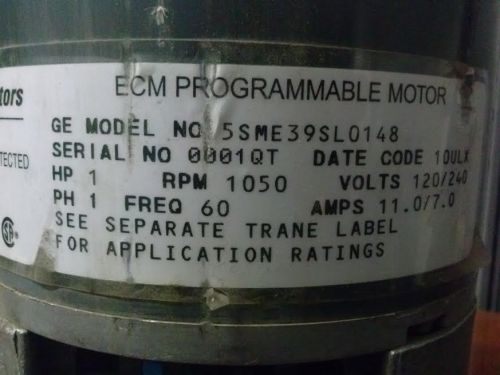 ECM PROGRAMMABLE MOTOR
tors
GE MODEL NO 5SME39SL0148
TECTED
SERIAL NO 0001QT DATE CODE 10ULX
HP 1 RPM 1050 VOLTS 120/240
PH 1 FREQ 60 AMPS 11.0/7.0
SEE SEPARATE TRANE LABEL
FOR APPLICATION RATINGS